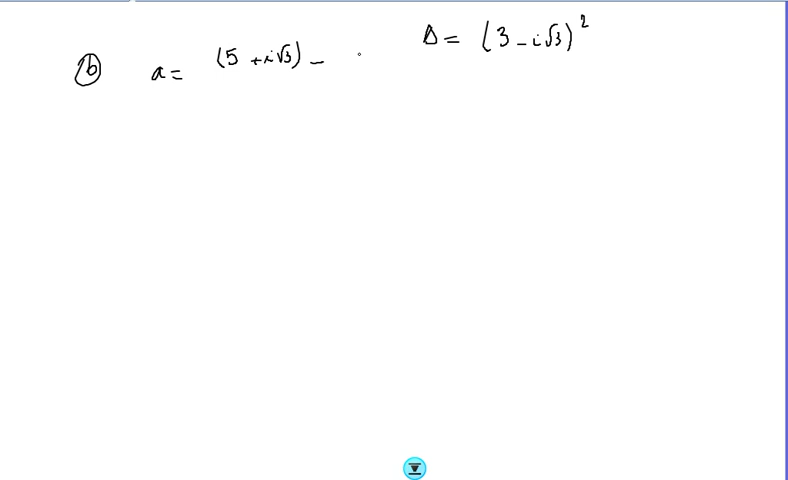 b a = (5 + i√3) - Δ = (3 - i√3)²